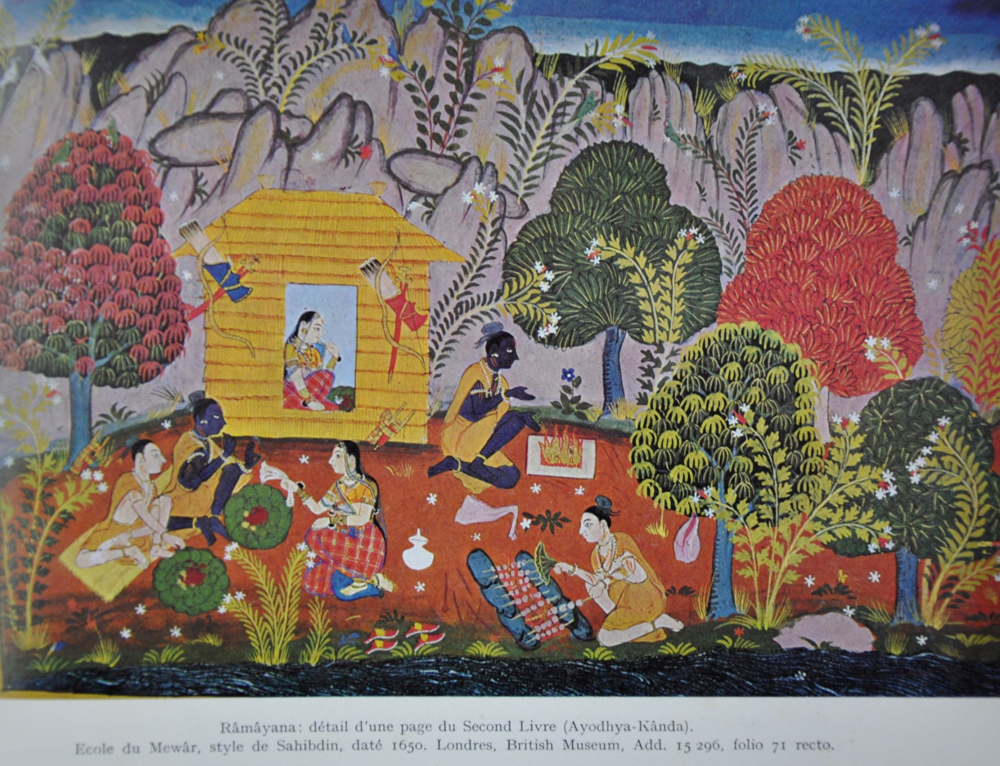 Râmâyana: détail d'une page du Second Livre (Ayodhya-Kânda).
Ecole du Mewâr, style de Sahibdin, daté 1650. Londres, British Museum, Add. 15 296, folio 71 recto.